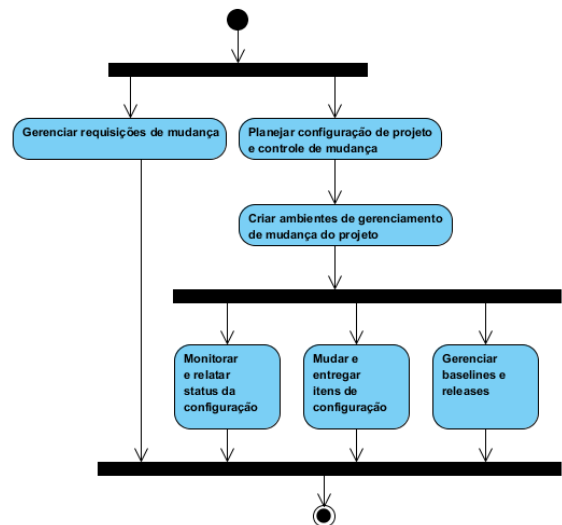 Gerenciar requisições de mudança
Planejar configuração de projeto
e controle de mudança
Criar ambientes de gerenciamento
de mudança do projeto
Monitorar
e relatar
status da
configuração
Mudar e
entregar
itens de
configuração
Gerenciar
baselines e
releases